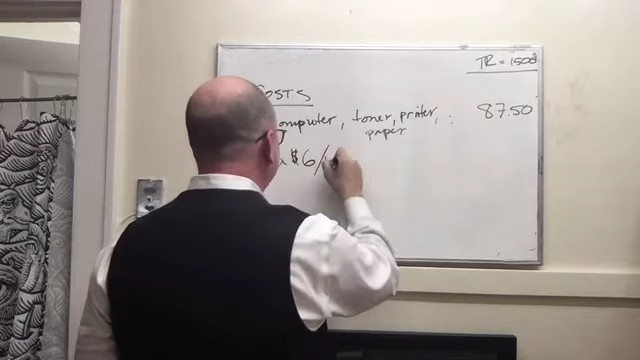 TR = 1500
COSTS
computer, toner, printer, : 87.50
paper
$6/